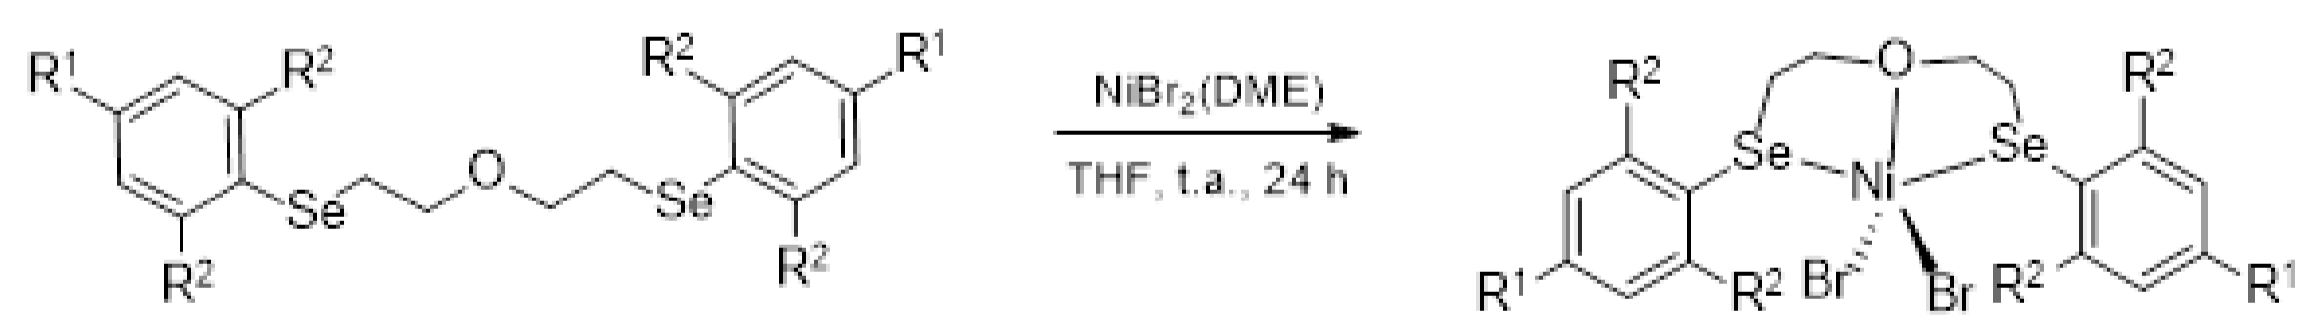 R¹ R² R² R¹
Se O Se
R² R²
NiBr₂(DME)
THF, t.a., 24 h
O
R² R²
Se Ni Se
R¹ R² Br Br R² R¹